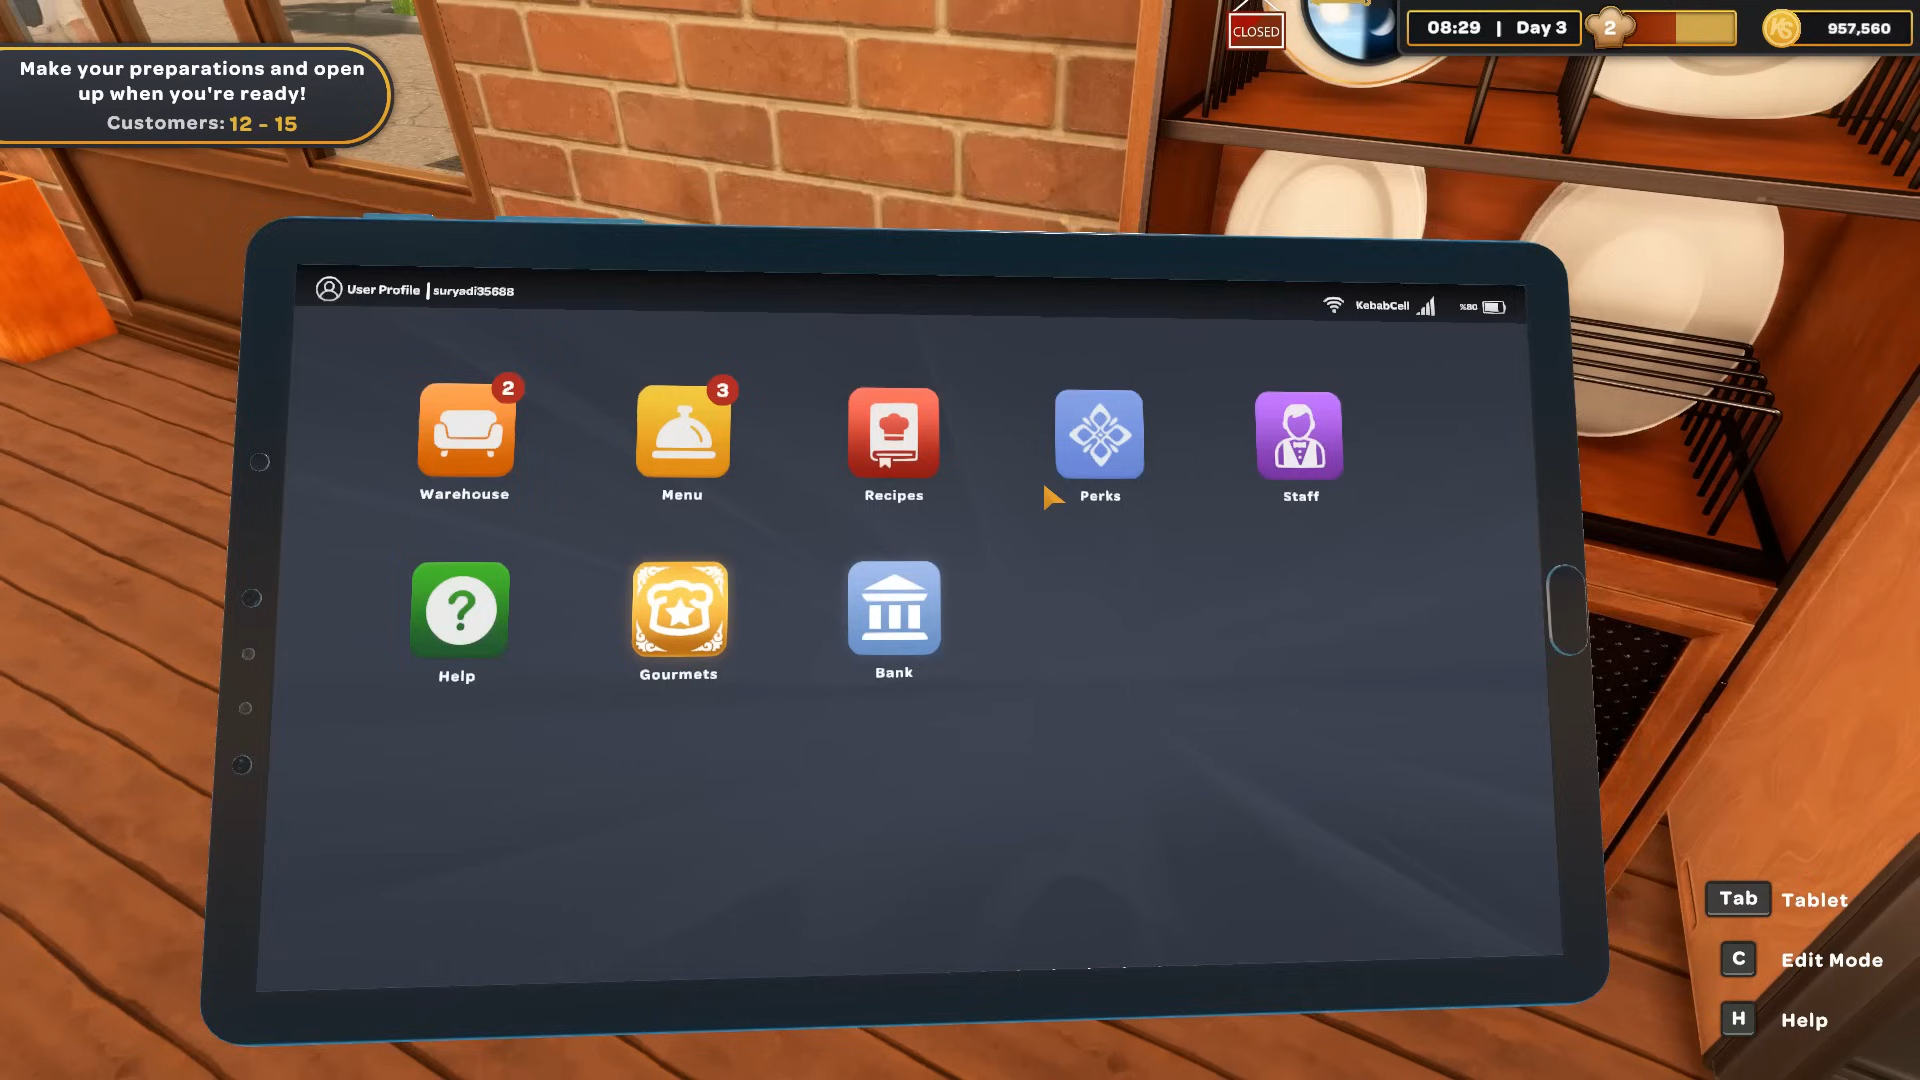 Make your preparations and open
up when you're ready!
Customers: 12 - 15
CLOSED
08:29 | Day 3
2
KS
957,560
User Profile | suryadi35688
KebabCell
%80
2
3
Warehouse
Menu
Recipes
Perks
Staff
?
Help
Gourmets
Bank
Tab Tablet
C Edit Mode
H Help